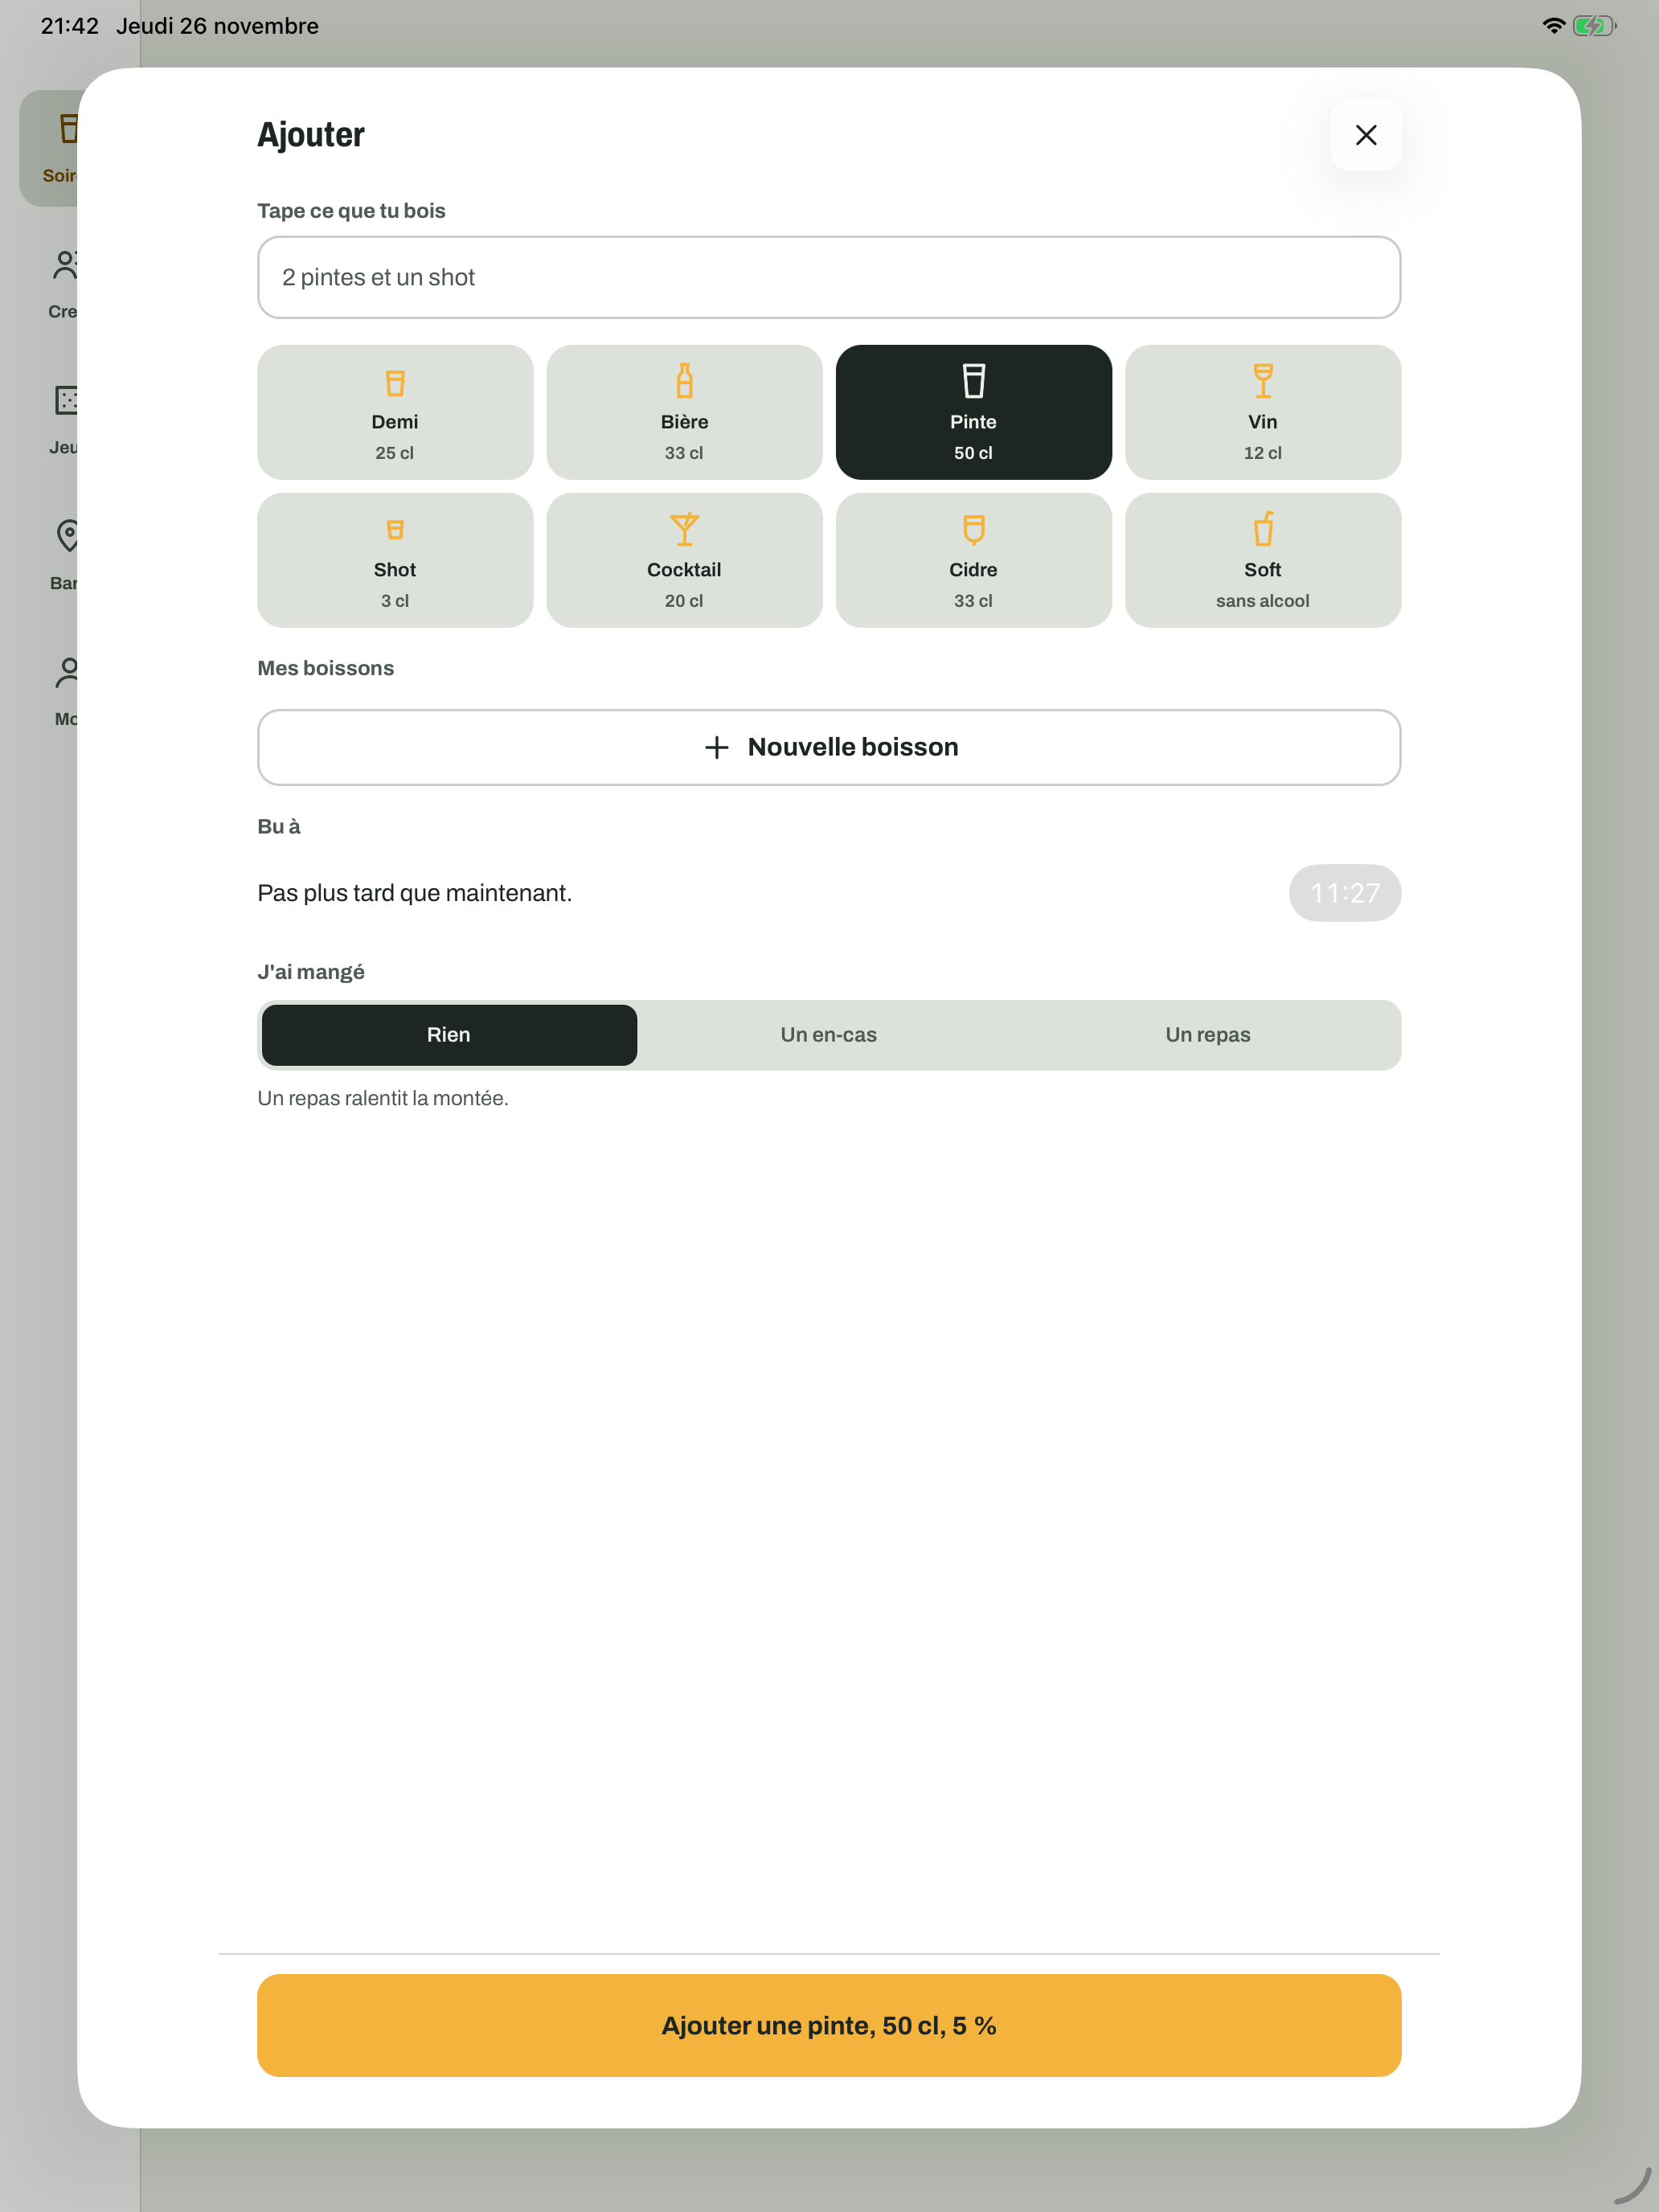 21:42 Jeudi 26 novembre
Ajouter
Tape ce que tu bois
2 pintes et un shot
Demi
25 cl
Bière
33 cl
Pinte
50 cl
Vin
12 cl
Shot
3 cl
Cocktail
20 cl
Cidre
33 cl
Soft
sans alcool
Mes boissons
Nouvelle boisson
Bu à
Pas plus tard que maintenant.
11:27
J'ai mangé
Rien
Un en-cas
Un repas
Un repas ralentit la montée.
Ajouter une pinte, 50 cl, 5 %
Soir
Cre
Jeu
Bar
Mo